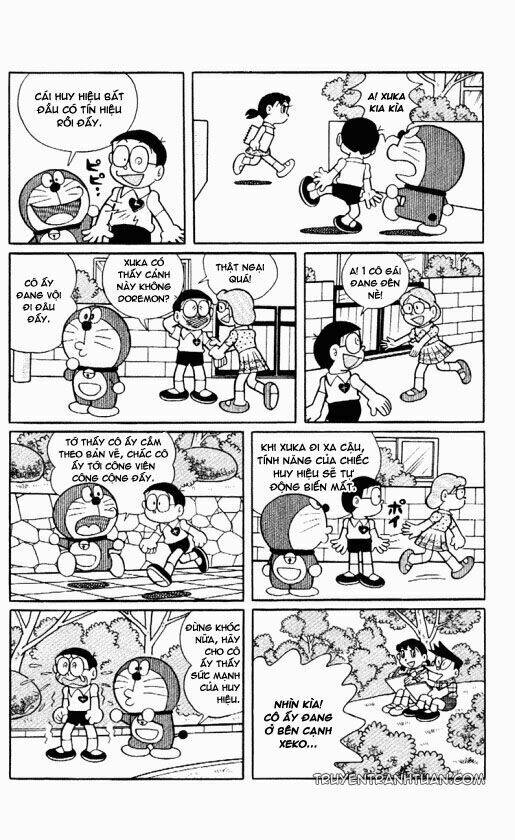 CÁI HUY HIỆU BẮT
ĐẦU CÓ TÍN HIỆU
RỒI ĐẤY.
ピピ…
A! XUKA
KIA KÌA
CÔ ẤY
ĐANG VỘI
ĐI ĐÂU
ĐẤY.
XUKA CÓ
THẤY CẢNH
NÀY KHÔNG
DOREMON?
THẬT NGẠI
QUÁ!
A! 1 CÔ GÁI
ĐANG ĐẾN
NÈ!
TỚ THẤY CÔ ẤY CẦM
THEO BẢN VẼ, CHẮC CÔ
ẤY TỚI CÔNG VIÊN
CÔNG CỘNG ĐẤY.
KHI XUKA ĐI XA CẬU,
TÍNH NĂNG CỦA CHIẾC
HUY HIỆU SẼ TỰ
ĐỘNG BIẾN MẤT.
ポイ
ĐỪNG KHÓC
NỮA, HÃY
CHO CÔ
ẤY THẤY
SỨC MẠNH
CỦA HUY
HIỆU.
NHÌN KÌA!
CÔ ẤY ĐANG
Ở BÊN CẠNH
XEKO...
TRUYENTRANHTUAN.COM